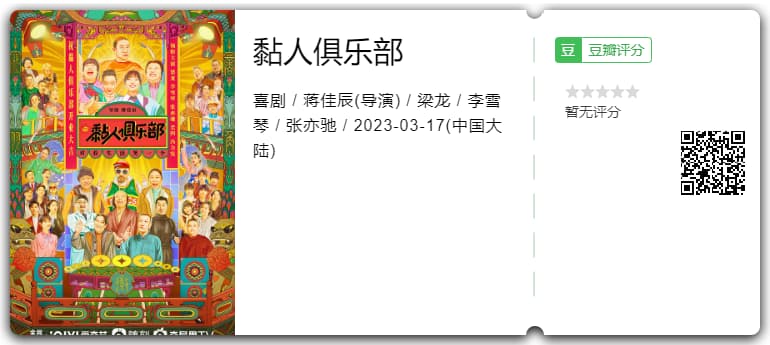 黏人俱乐部
喜剧 / 蒋佳辰(导演) / 梁龙 / 李雪
琴 / 张亦驰 / 2023-03-17(中国大
陆)
豆 豆瓣评分
暂无评分
黏人俱乐部